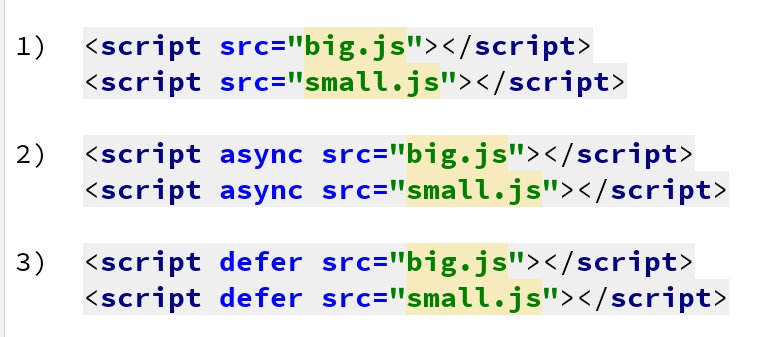 1) <script src="big.js"></script>
<script src="small.js"></script>
2) <script async src="big.js"></script>
<script async src="small.js"></script>
3) <script defer src="big.js"></script>
<script defer src="small.js"></script>